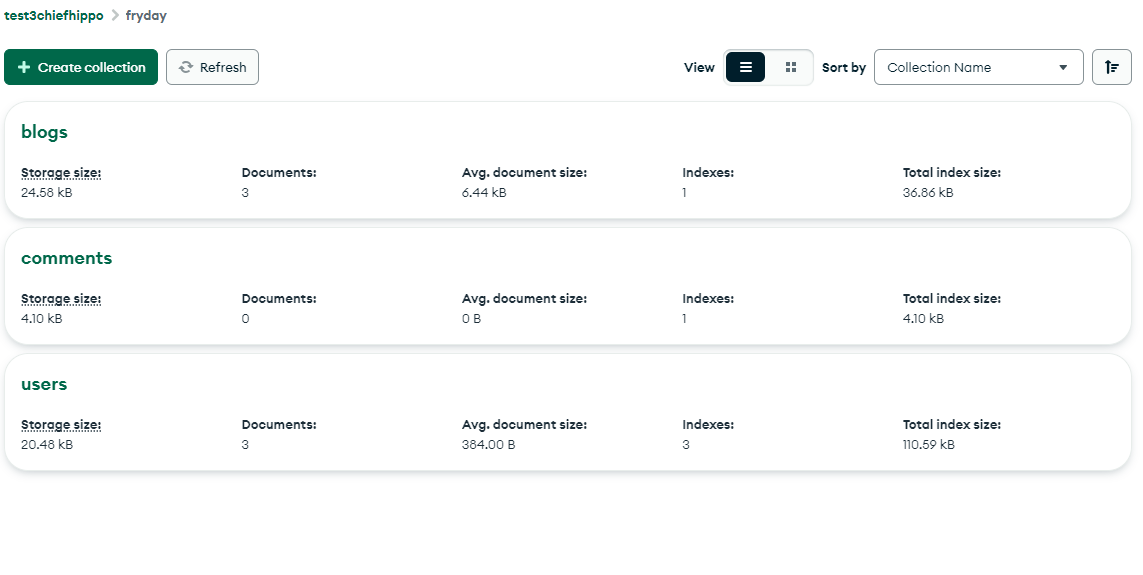 test3chiefhippo > fryday
Create collection Refresh View Sort by Collection Name
blogs
Storage size: Documents: Avg. document size: Indexes: Total index size:
24.58 kB 3 6.44 kB 1 36.86 kB
comments
Storage size: Documents: Avg. document size: Indexes: Total index size:
4.10 kB 0 0 B 1 4.10 kB
users
Storage size: Documents: Avg. document size: Indexes: Total index size:
20.48 kB 3 384.00 B 3 110.59 kB